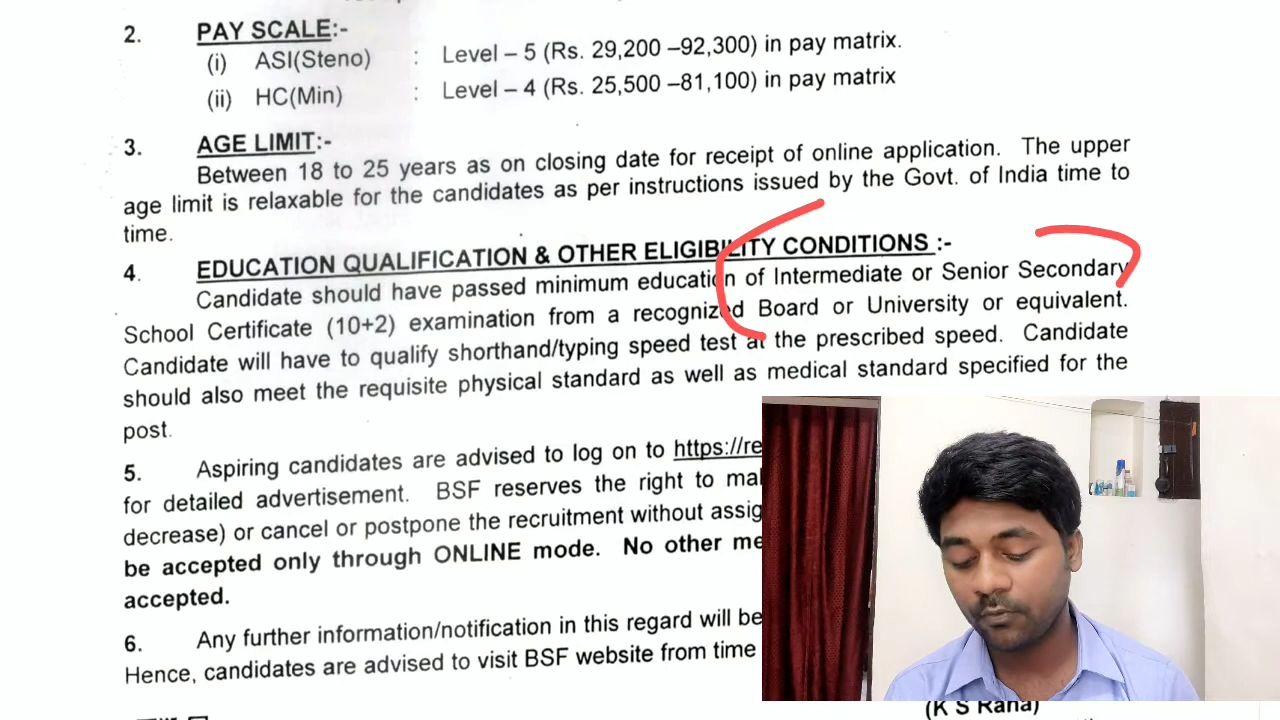 2. PAY SCALE:-
(i) ASI(Steno) : Level – 5 (Rs. 29,200 –92,300) in pay matrix.
(ii) HC(Min) : Level – 4 (Rs. 25,500 –81,100) in pay matrix
3. AGE LIMIT:-
Between 18 to 25 years as on closing date for receipt of online application. The upper
age limit is relaxable for the candidates as per instructions issued by the Govt. of India time to
time.
4. EDUCATION QUALIFICATION & OTHER ELIGIBILITY CONDITIONS :-
Candidate should have passed minimum education of Intermediate or Senior Secondary
School Certificate (10+2) examination from a recognized Board or University or equivalent.
Candidate will have to qualify shorthand/typing speed test at the prescribed speed. Candidate
should also meet the requisite physical standard as well as medical standard specified for the
post.
5. Aspiring candidates are advised to log on to https://re
for detailed advertisement. BSF reserves the right to
decrease) or cancel or postpone the recruitment without
be accepted only through ONLINE mode. No other
accepted.
6. Any further information/notification in this regard will be
Hence, candidates are advised to visit BSF website from time
(K S Rana)